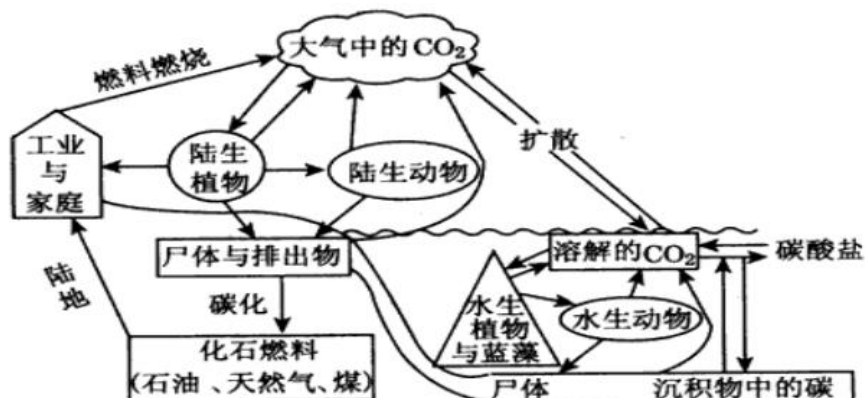 大气中的CO₂
燃料燃烧
工业
与
家庭
陆生
植物
陆生动物
扩散
尸体与排出物
溶解的CO₂
碳酸盐
陆
地
碳化
水生
植物
与蓝藻
水生动物
化石燃料
(石油、天然气、煤)
尸体
沉积物中的碳